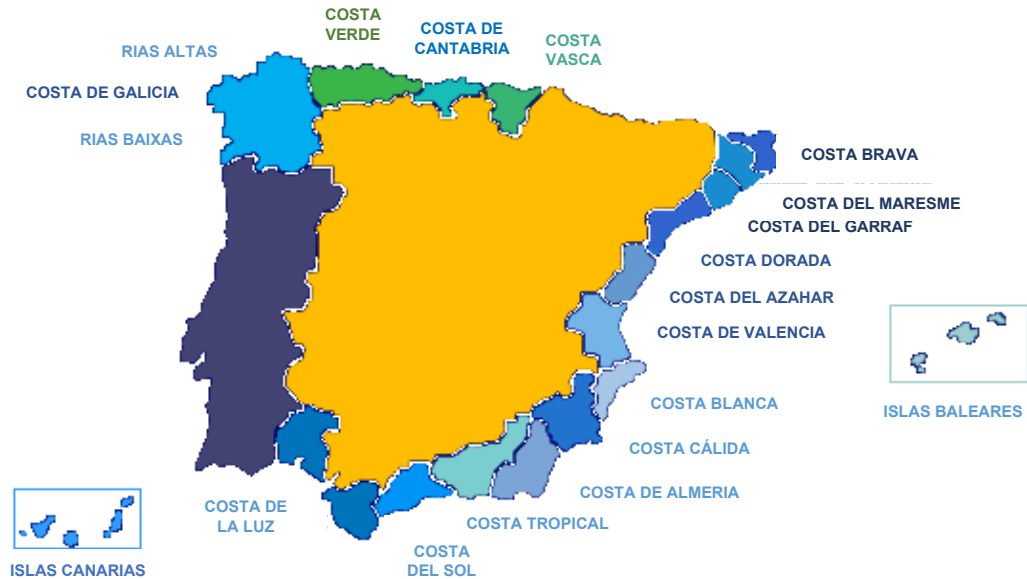 COSTA
VERDE
COSTA DE
CANTABRIA
COSTA
VASCA
RIAS ALTAS
COSTA DE GALICIA
RIAS BAIXAS
COSTA BRAVA
COSTA DEL MARESME
COSTA DEL GARRAF
COSTA DORADA
COSTA DEL AZAHAR
COSTA DE VALENCIA
COSTA BLANCA
ISLAS BALEARES
COSTA CÁLIDA
COSTA DE ALMERIA
COSTA TROPICAL
COSTA DE
LA LUZ
COSTA
DEL SOL
ISLAS CANARIAS